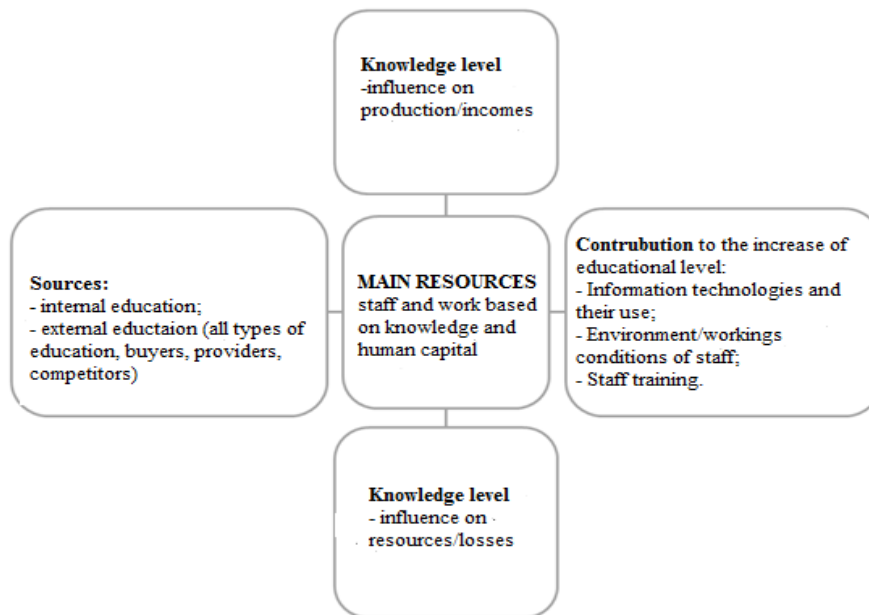 Knowledge level
-influence on
production/incomes
Sources:
- internal education;
- external eductaion (all types of
education, buyers, providers,
competitors)
MAIN RESOURCES
staff and work based
on knowledge and
human capital
Contrubution to the increase of
educational level:
- Information technologies and
their use;
- Environment/workings
conditions of staff;
- Staff training.
Knowledge level
- influence on
resources/losses